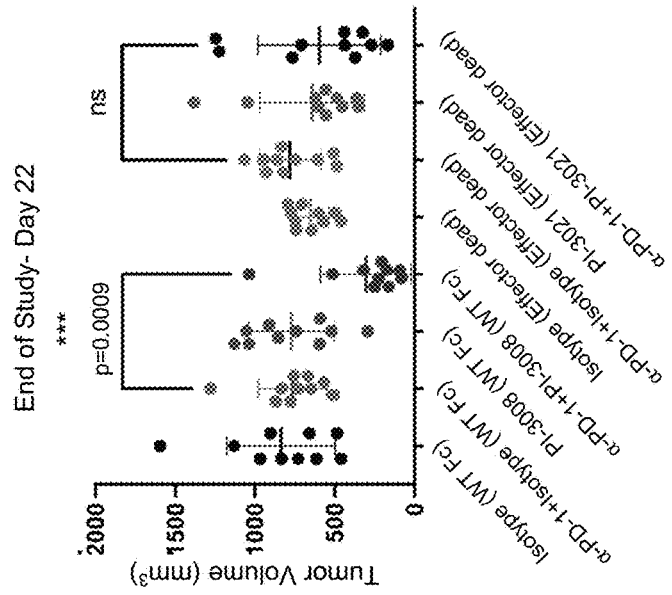 End of Study- Day 22
***
p=0.0009
ns
Tumor Volume (mm³)
2000
1500
1000
500
0
Isotype (WT Fc)
α-PD-1+Isotype (WT Fc)
PI-3008 (WT Fc)
α-PD-1+PI-3008 (WT Fc)
Isotype (Effector dead)
α-PD-1+Isotype (Effector dead)
PI-3021 (Effector dead)
α-PD-1+PI-3021 (Effector dead)